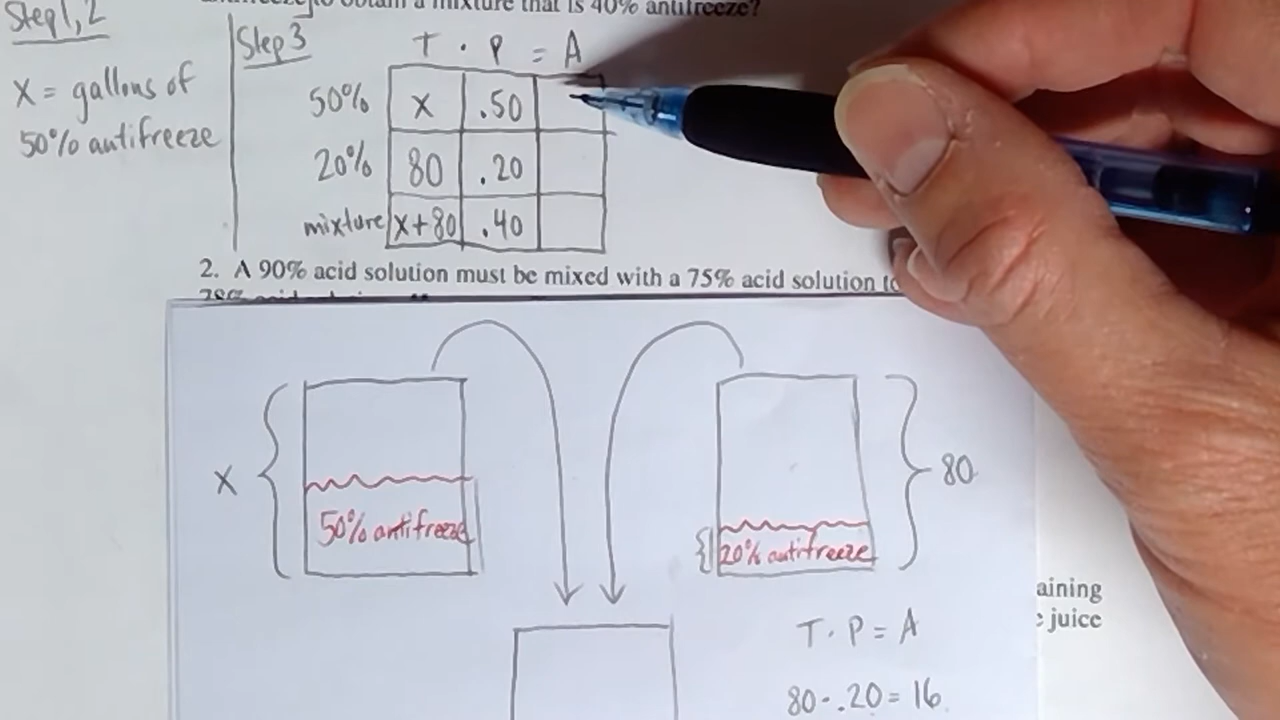 Step 1, 2
to obtain a mixture that is 40% antifreeze?
x = gallons of
50% antifreeze
Step 3
T · P = A
50% x .50
20% 80 .20
mixture x+80 .40
2. A 90% acid solution must be mixed with a 75% acid solution
x
50% antifreeze
20% antifreeze
80
aining
juice
T · P = A
80 · .20 = 16